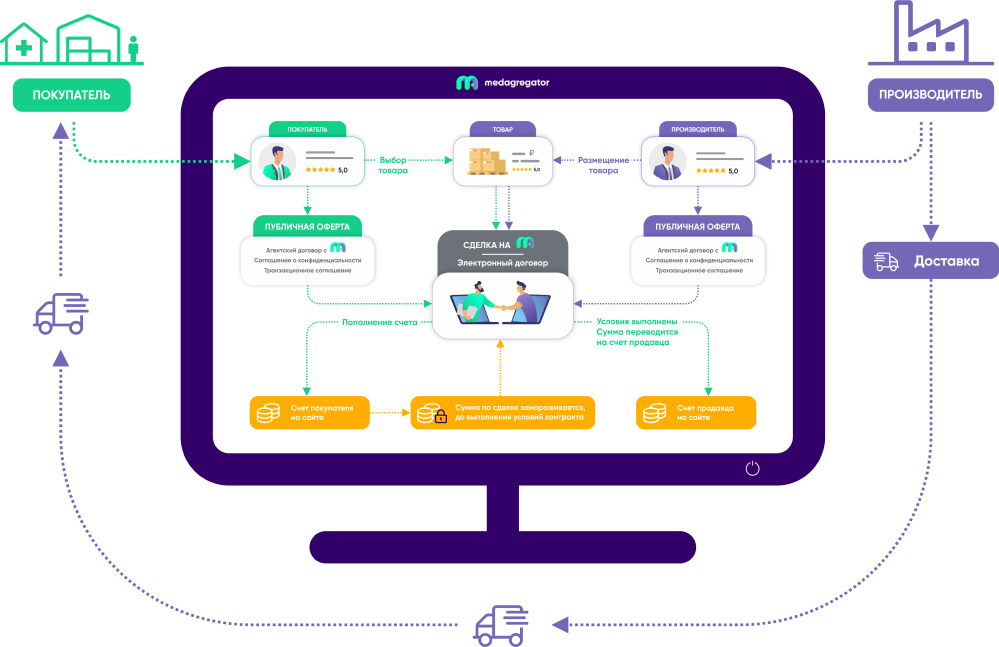 ПОКУПАТЕЛЬ
ПРОИЗВОДИТЕЛЬ
medagregator
ПОКУПАТЕЛЬ
ТОВАР
ПРОИЗВОДИТЕЛЬ
5,0
Выбор
товара
₽
5,0
Размещение
товара
5,0
ПУБЛИЧНАЯ ОФЕРТА
Агентский договор с
Соглашение о конфиденциальности
Транзакционное соглашение
СДЕЛКА НА
Электронный договор
ПУБЛИЧНАЯ ОФЕРТА
Агентский договор с
Соглашение о конфиденциальности
Транзакционное соглашение
Доставка
Пополнение счета
Условия выполнены
Сумма переводится
на счет продавца
Счет покупателя
на сайте
Сумма по сделке замораживается,
до выполнения условий контракта
Счет продавца
на сайте